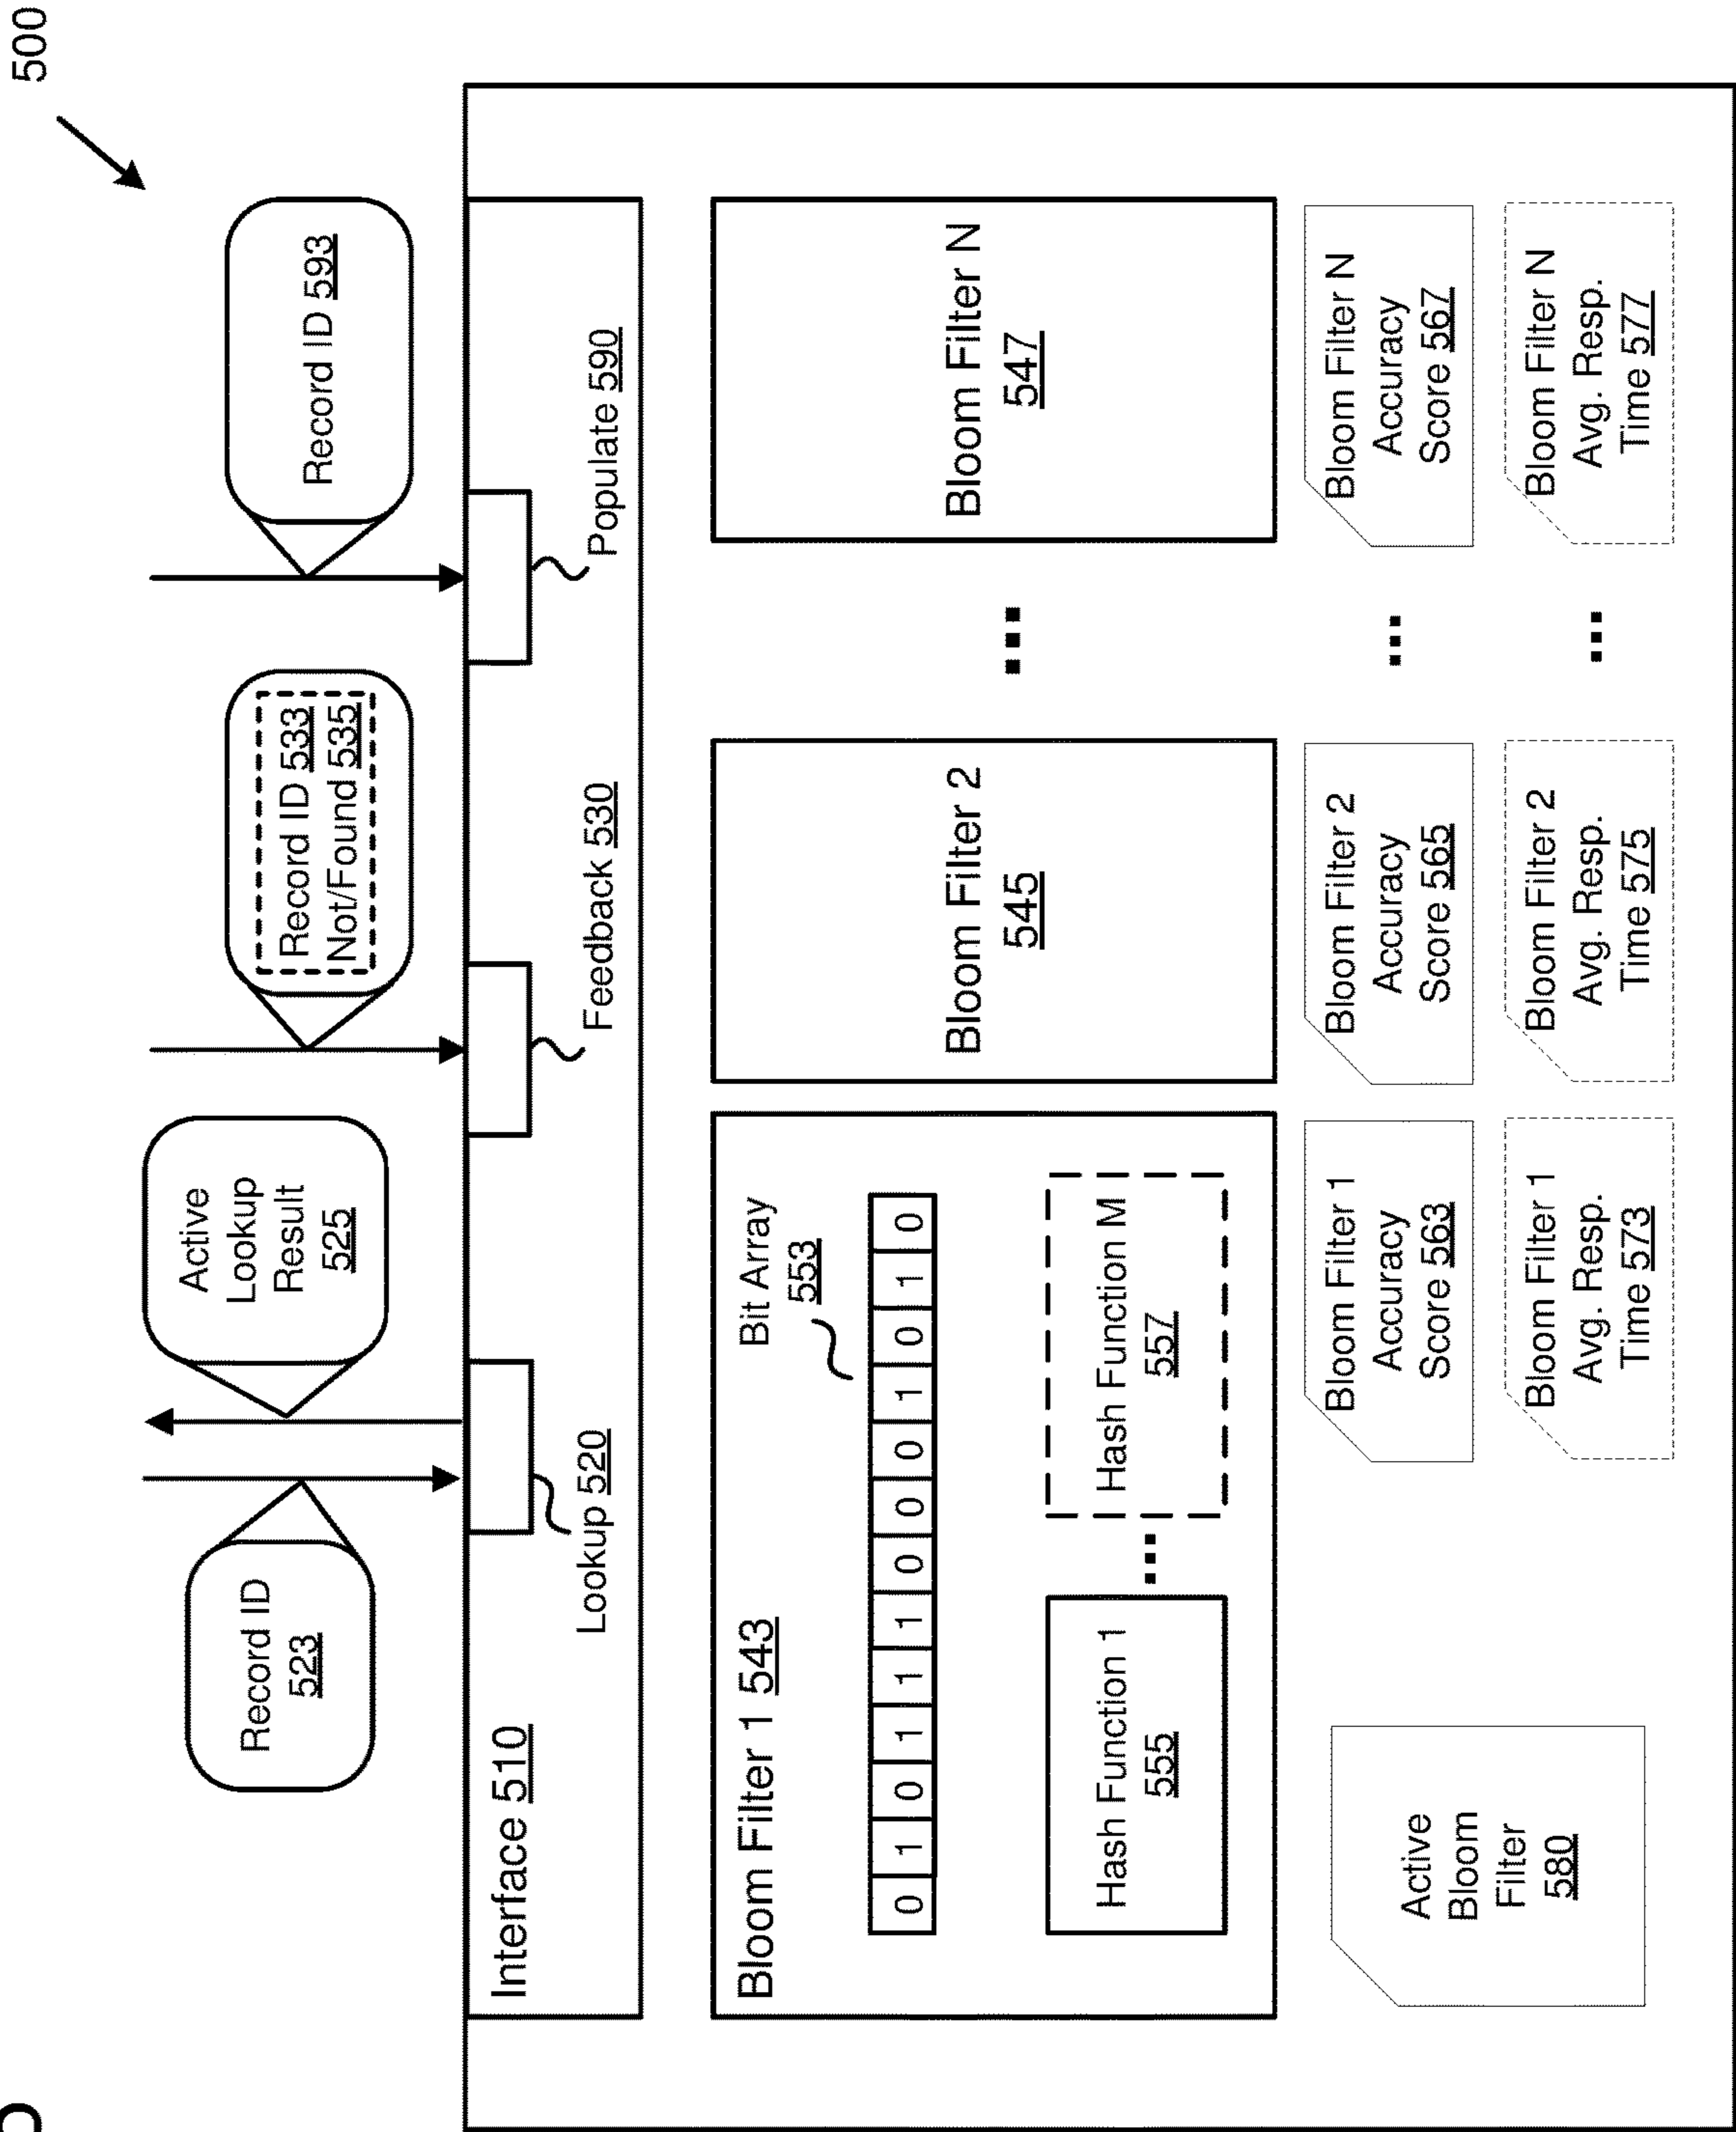 500
Record ID
523
Active
Lookup
Result
525
Record ID 533
Not/Found 535
Record ID 593
Interface 510
Lookup 520
Feedback 530
Populate 590
Bloom Filter 1 543
Bit Array
553
0 1 0 1 1 1 0 0 0 1 0 1 0
Hash Function 1
555
...
Hash Function M
557
Bloom Filter 2
545
...
Bloom Filter N
547
Active
Bloom
Filter
580
Bloom Filter 1
Accuracy
Score 563
Bloom Filter 2
Accuracy
Score 565
...
Bloom Filter N
Accuracy
Score 567
Bloom Filter 1
Avg. Resp.
Time 573
Bloom Filter 2
Avg. Resp.
Time 575
...
Bloom Filter N
Avg. Resp.
Time 577